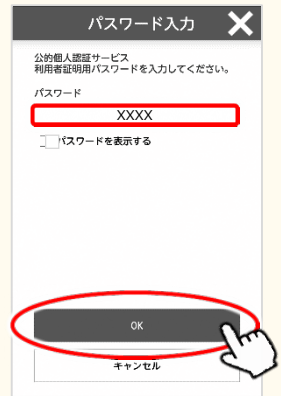 パスワード入力
公的個人認証サービス
利用者証明用パスワードを入力してください。
パスワード
XXXX
パスワードを表示する
OK
キャンセル